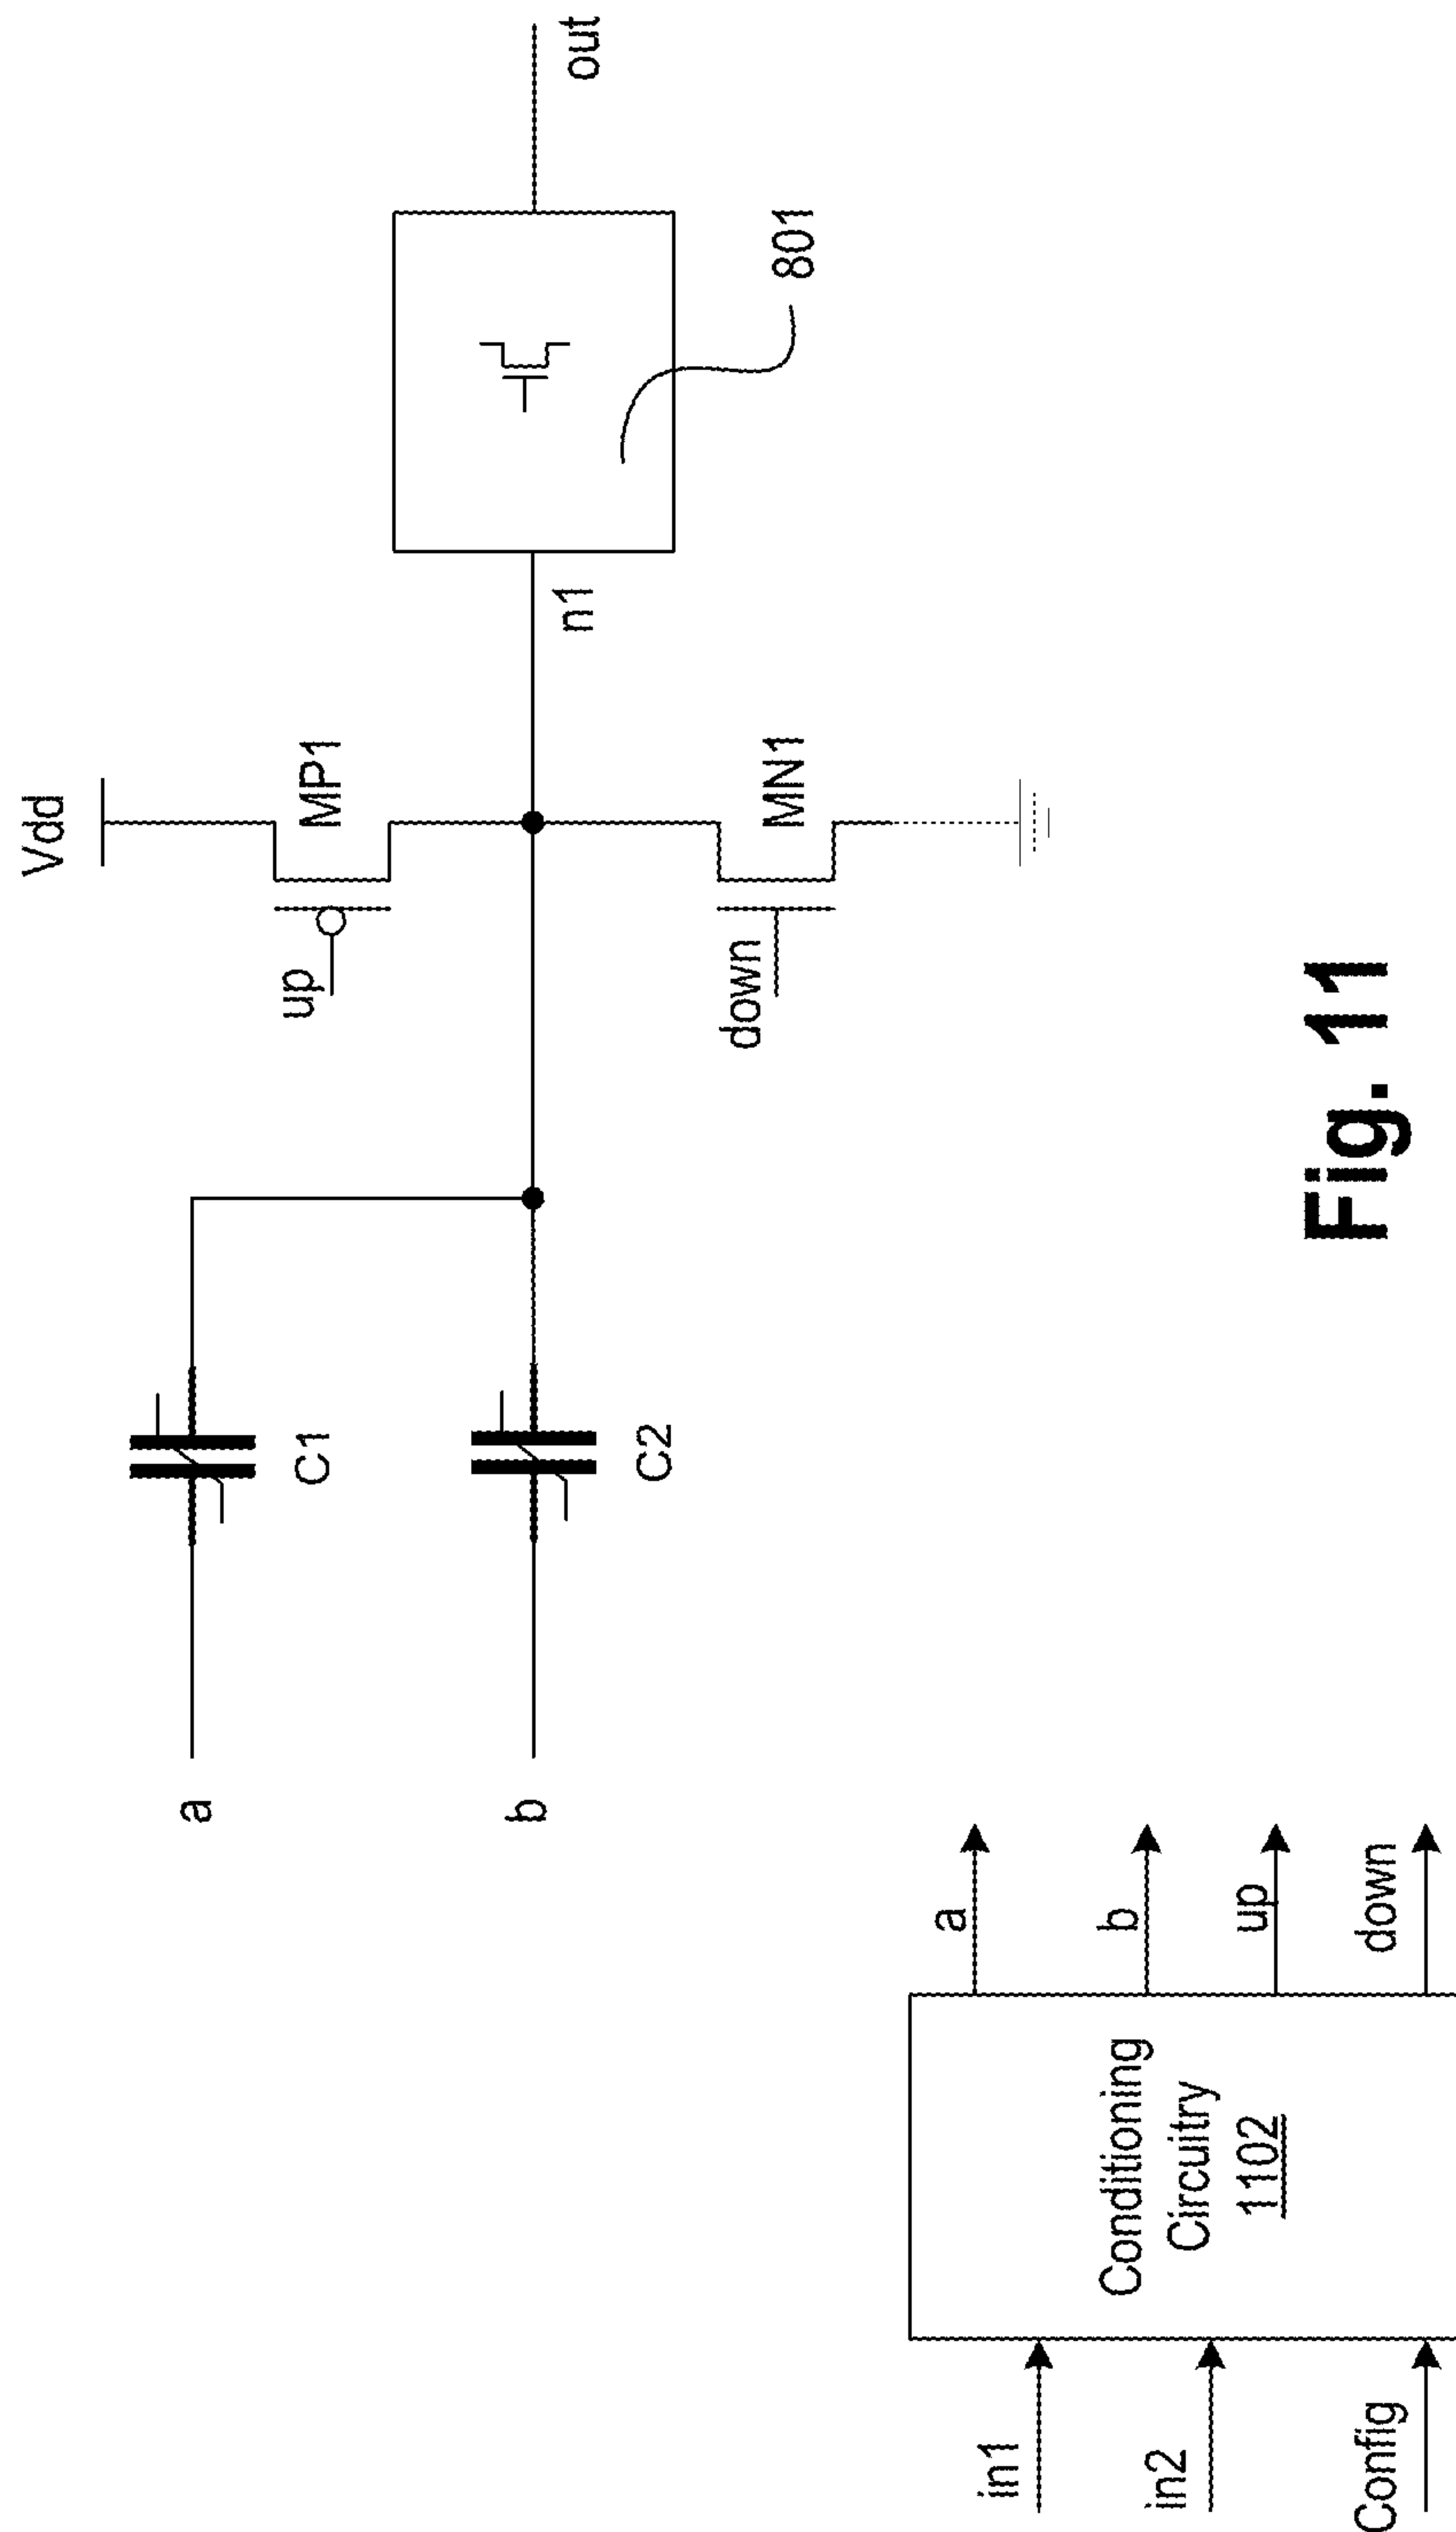 Vdd
up
MP1
a
C1
n1
out
b
C2
down
MN1
801
in1
in2
Config
Conditioning
Circuitry
1102
a
b
up
down
Fig. 11